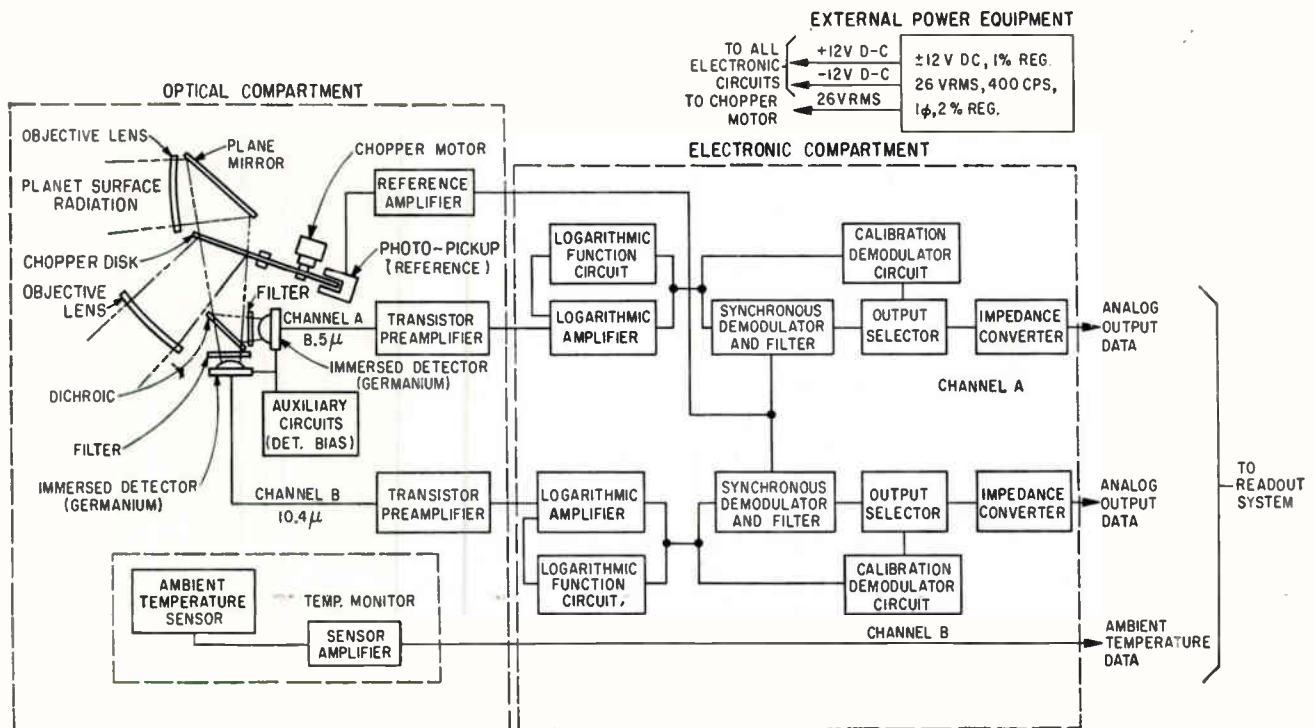 EXTERNAL POWER EQUIPMENT
TO ALL
ELECTRONIC
CIRCUITS
+12V D-C
-12V D-C
TO CHOPPER
MOTOR
26VRMS
±12V DC, 1% REG.
26 VRMS, 400 CPS,
1ϕ, 2% REG.
OPTICAL COMPARTMENT
OBJECTIVE LENS
PLANE
MIRROR
PLANET SURFACE
RADIATION
CHOPPER MOTOR
REFERENCE
AMPLIFIER
CHOPPER DISK
PHOTO-PICKUP
(REFERENCE)
OBJECTIVE
LENS
FILTER
CHANNEL A
8.5μ
TRANSISTOR
PREAMPLIFIER
IMMERSED DETECTOR
(GERMANIUM)
DICHROIC
AUXILIARY
CIRCUITS
(DET. BIAS)
FILTER
IMMERSED DETECTOR
(GERMANIUM)
CHANNEL B
10.4μ
TRANSISTOR
PREAMPLIFIER
AMBIENT
TEMPERATURE
SENSOR
TEMP. MONITOR
SENSOR
AMPLIFIER
ELECTRONIC COMPARTMENT
LOGARITHMIC
FUNCTION
CIRCUIT
LOGARITHMIC
AMPLIFIER
CALIBRATION
DEMODULATOR
CIRCUIT
SYNCHRONOUS
DEMODULATOR
AND FILTER
OUTPUT
SELECTOR
IMPEDANCE
CONVERTER
CHANNEL A
ANALOG
OUTPUT
DATA
LOGARITHMIC
AMPLIFIER
LOGARITHMIC
FUNCTION
CIRCUIT
SYNCHRONOUS
DEMODULATOR
AND FILTER
OUTPUT
SELECTOR
IMPEDANCE
CONVERTER
CALIBRATION
DEMODULATOR
CIRCUIT
CHANNEL B
ANALOG
OUTPUT
DATA
AMBIENT
TEMPERATURE
DATA
TO
READOUT
SYSTEM